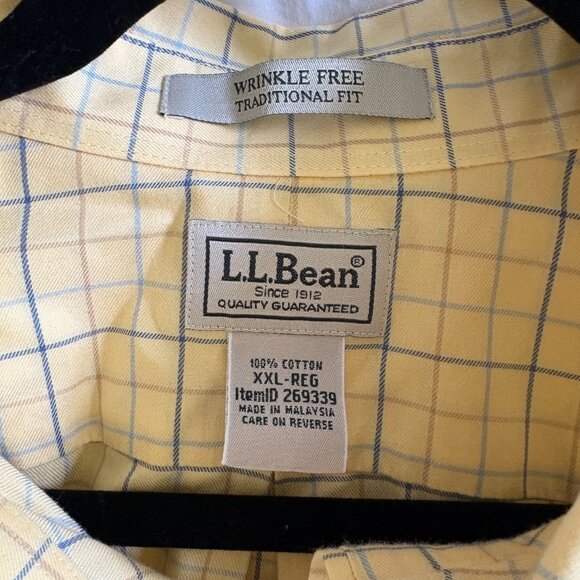 WRINKLE FREE
TRADITIONAL FIT
L.L.Bean®
Since 1912
QUALITY GUARANTEED
100% COTTON
XXL-REG
ItemID 269339
MADE IN MALAYSIA
CARE ON REVERSE